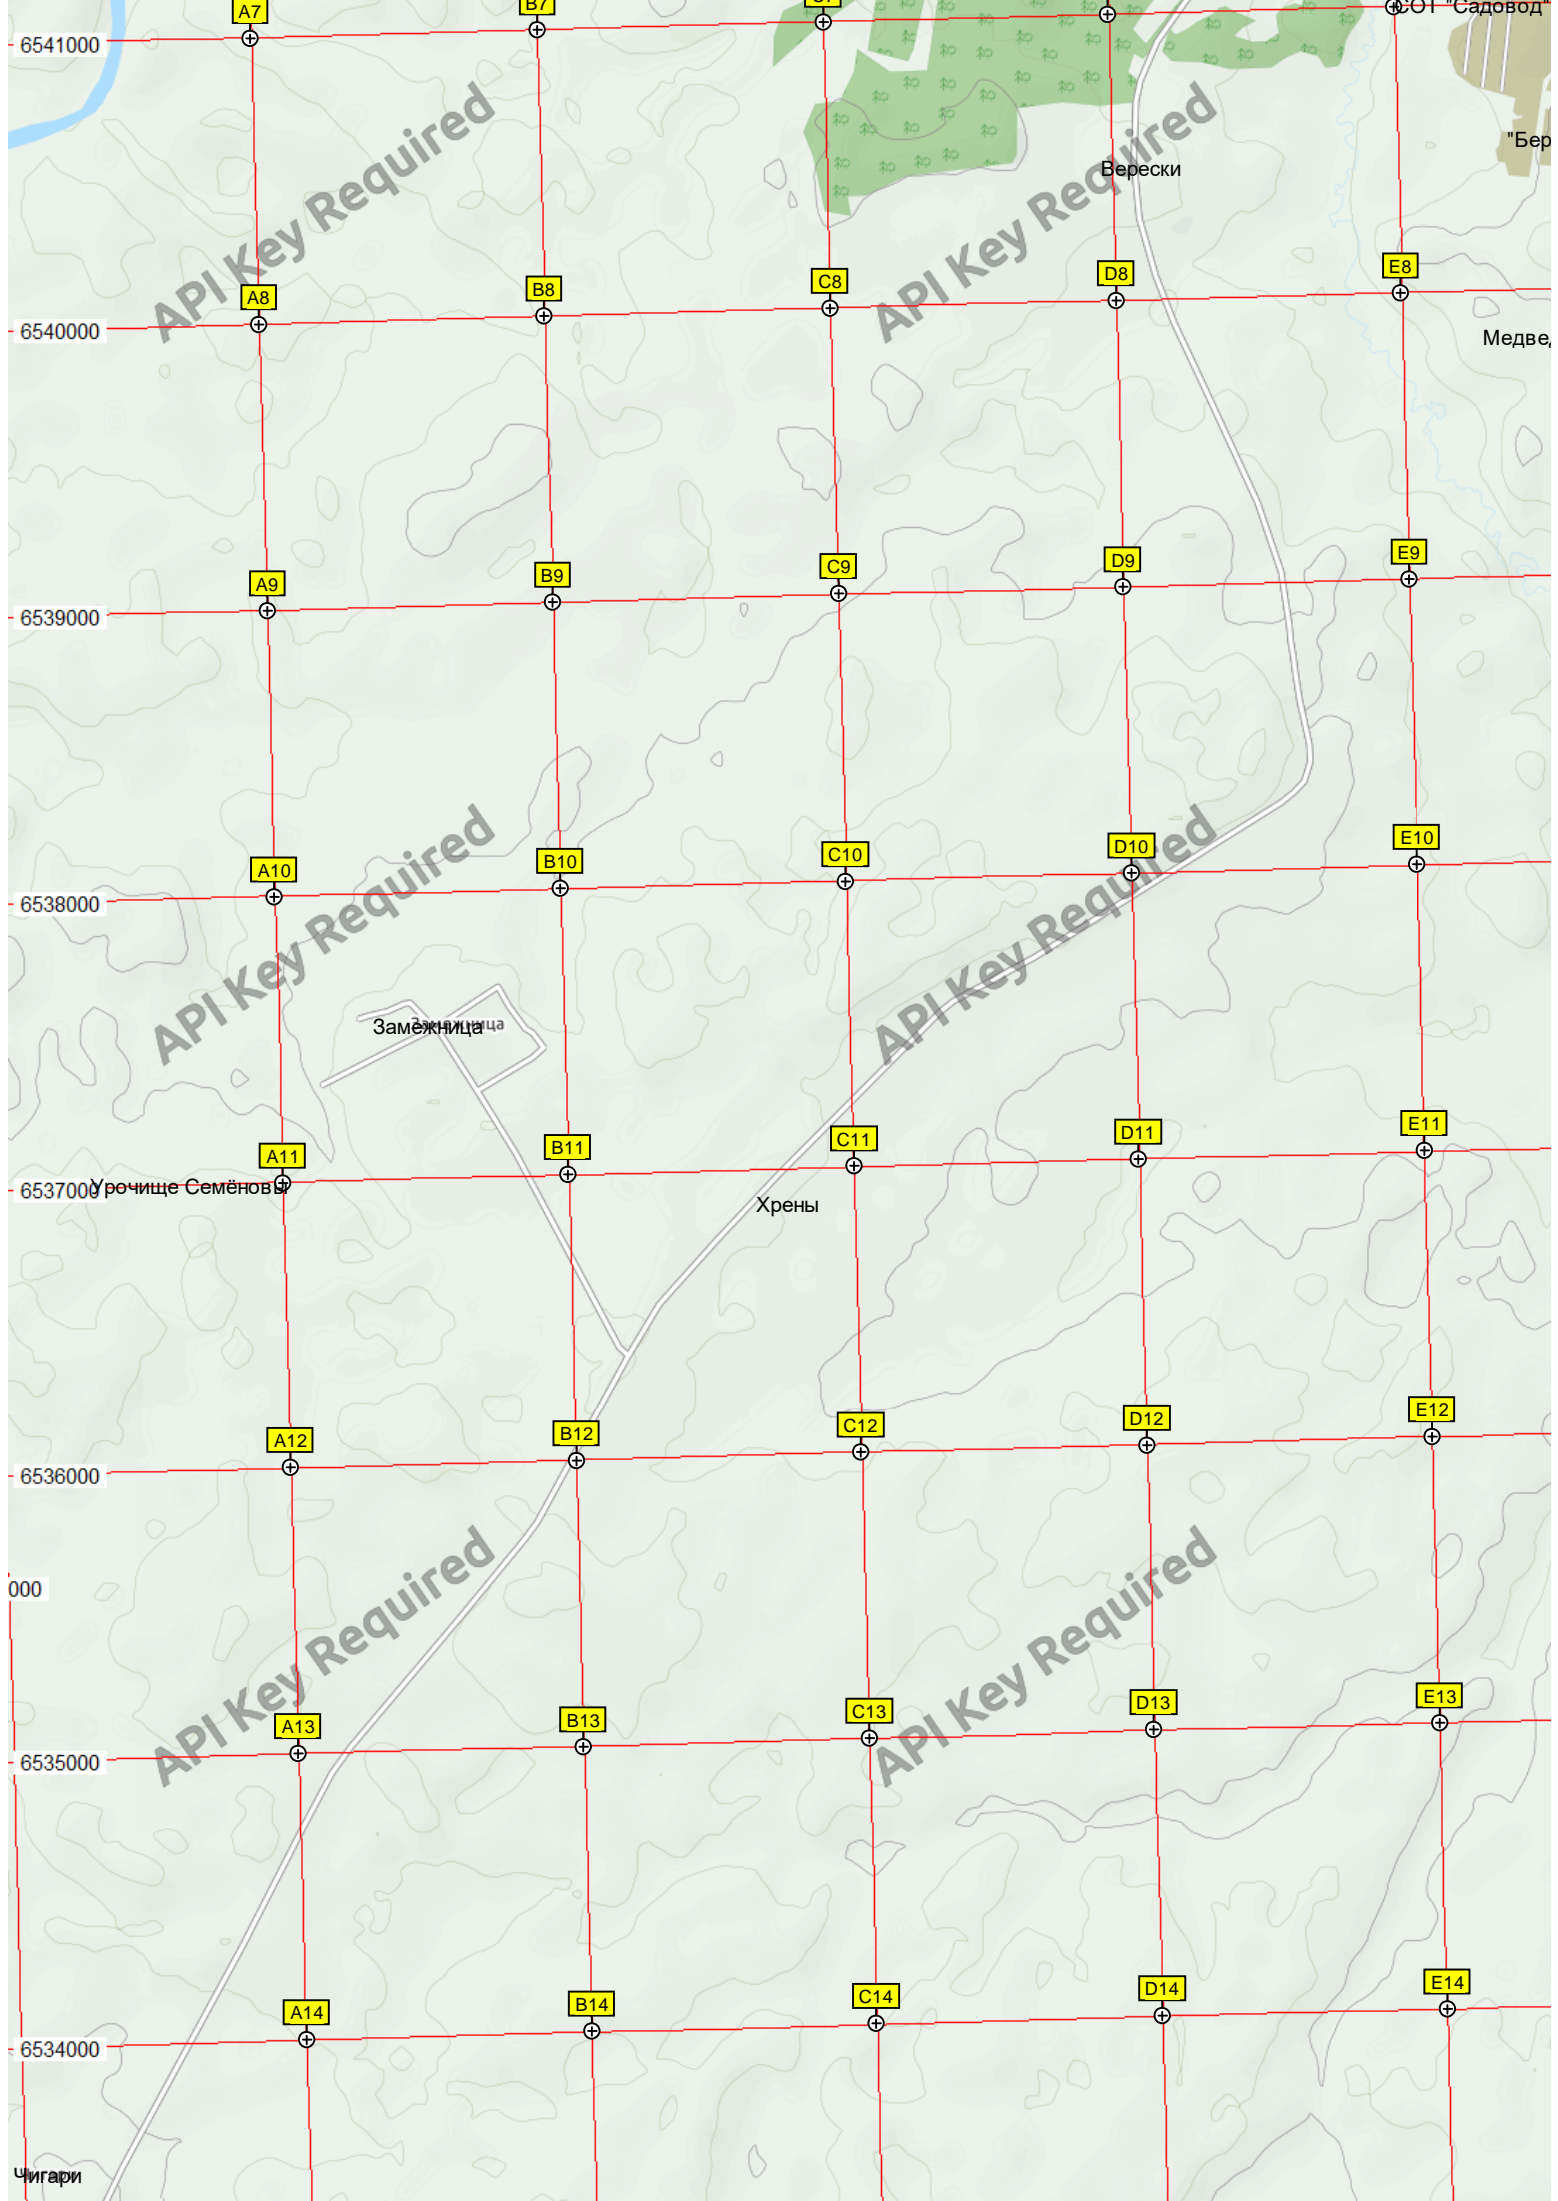 A7
B7
C7
СОТ "Садовод"
6541000
API Key Required
API Key Required
"Бер
Верески
A8
B8
C8
D8
E8
6540000
Медве
A9
B9
C9
D9
E9
6539000
API Key Required
API Key Required
A10
B10
C10
D10
E10
6538000
Замежница
Замежница
A11
B11
C11
D11
E11
6537000
Урочище Семёновы
Хрены
A12
B12
C12
D12
E12
6536000
API Key Required
API Key Required
000
A13
B13
C13
D13
E13
6535000
A14
B14
C14
D14
E14
6534000
Чигари